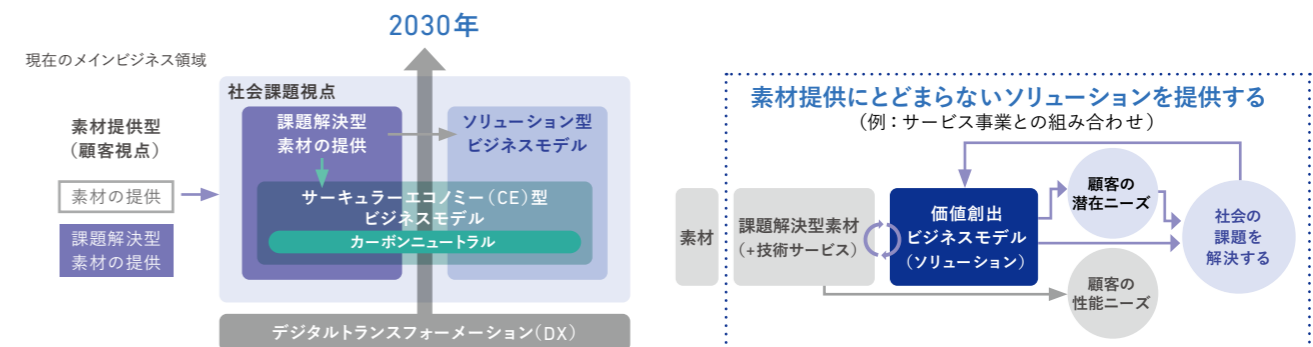 2030年
現在のメインビジネス領域
素材提供型
（顧客視点）
素材の提供
課題解決型
素材の提供
社会課題視点
課題解決型
素材の提供
ソリューション型
ビジネスモデル
サーキュラーエコノミー（CE）型
ビジネスモデル
カーボンニュートラル
デジタルトランスフォーメーション（DX）
素材提供にとどまらないソリューションを提供する
（例：サービス事業との組み合わせ）
素材
課題解決型素材
（+技術サービス）
価値創出
ビジネスモデル
（ソリューション）
顧客の
潜在ニーズ
顧客の
性能ニーズ
社会の
課題を
解決する